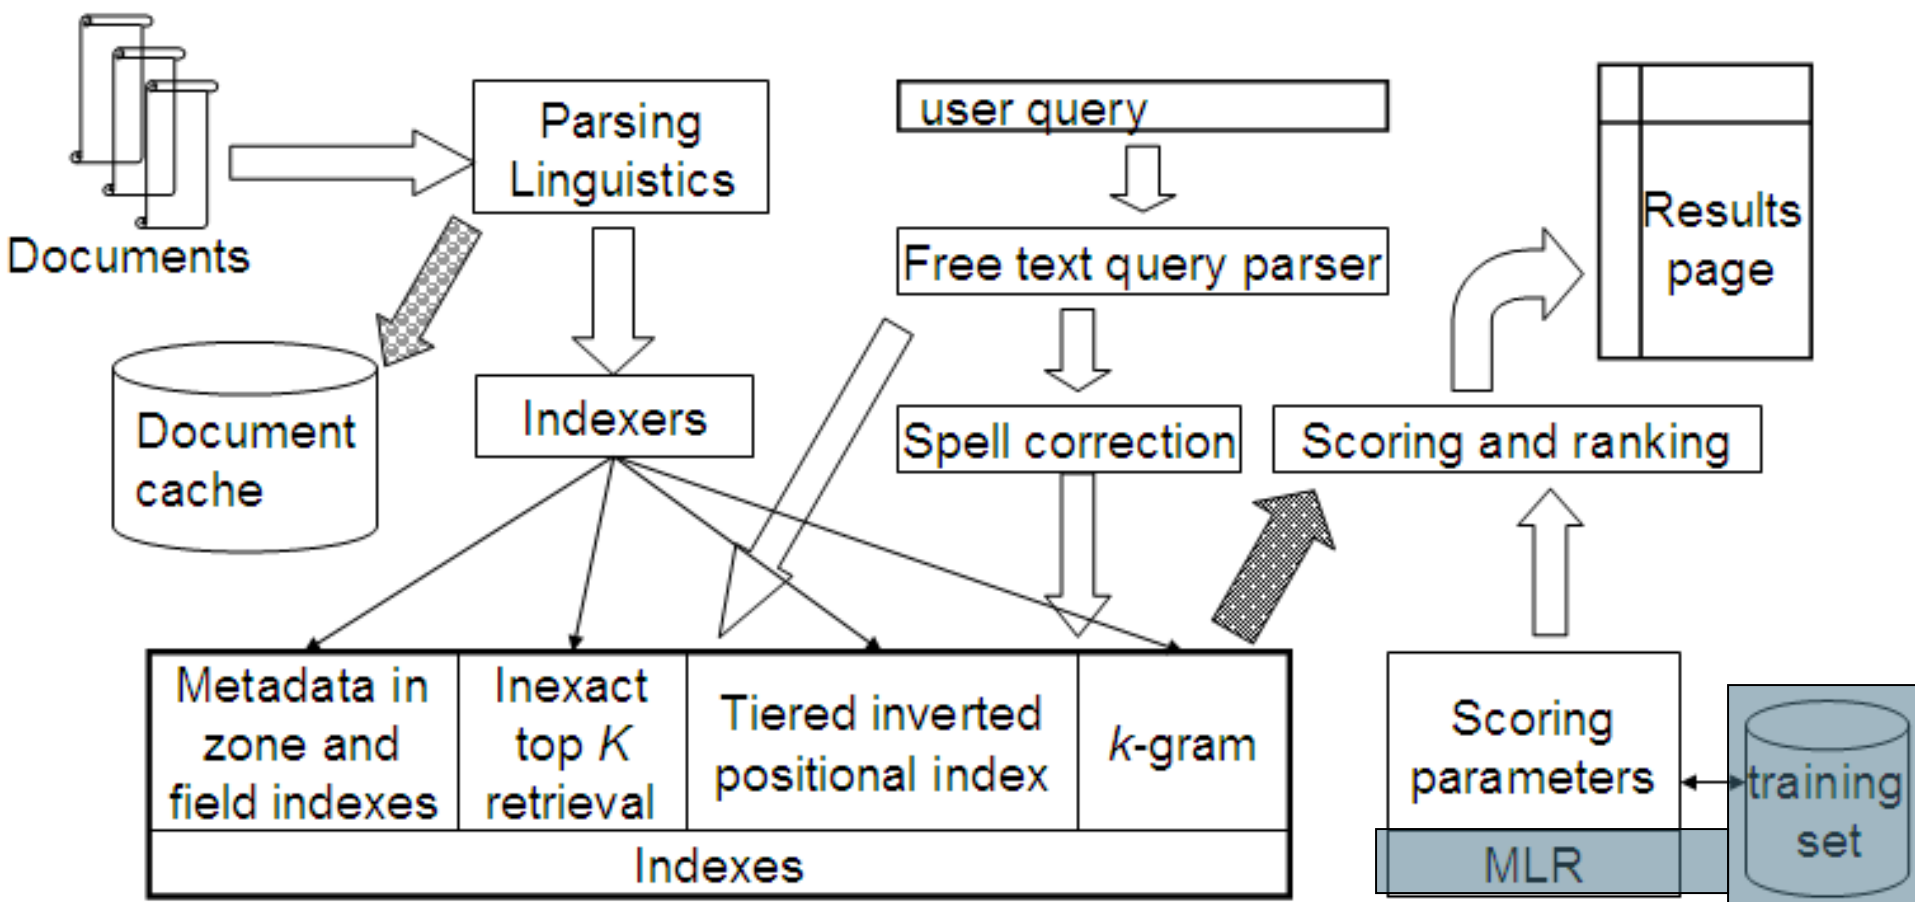 Documents
Parsing
Linguistics
user query
Results
page
Free text query parser
Document
cache
Indexers
Spell correction
Scoring and ranking
Metadata in
zone and
field indexes
Inexact
top K
retrieval
Tiered inverted
positional index
k-gram
Indexes
Scoring
parameters
MLR
training
set